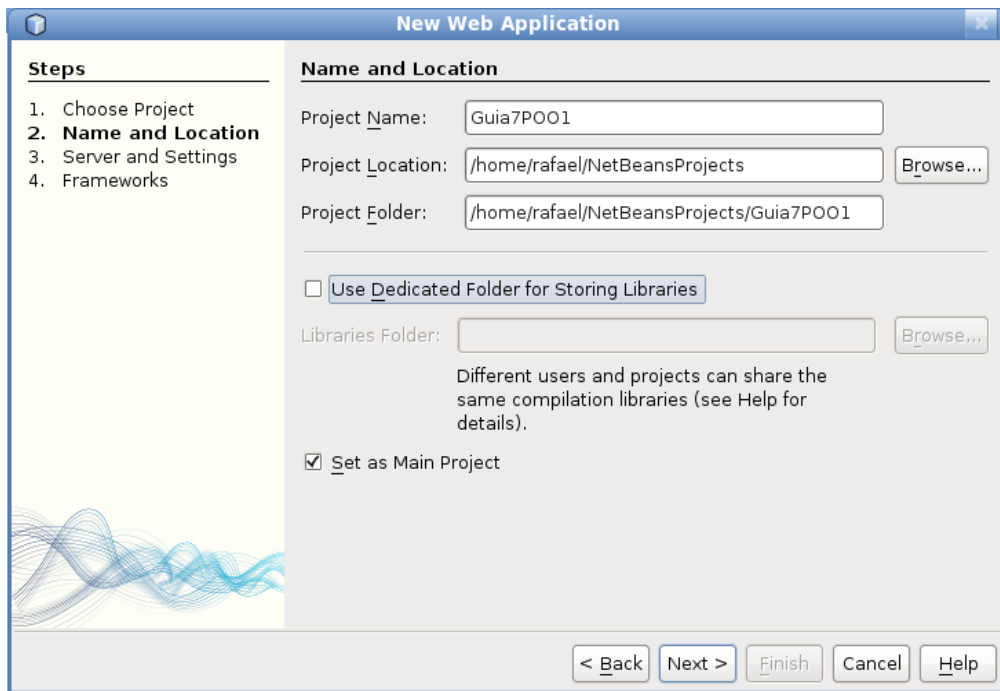 New Web Application
Steps
1. Choose Project
2. Name and Location
3. Server and Settings
4. Frameworks
Name and Location
Project Name: Guia7POO1
Project Location: /home/rafael/NetBeansProjects Browse...
Project Folder: /home/rafael/NetBeansProjects/Guia7POO1
Use Dedicated Folder for Storing Libraries
Libraries Folder: Browse...
Different users and projects can share the
same compilation libraries (see Help for
details).
Set as Main Project
< Back Next > Finish Cancel Help